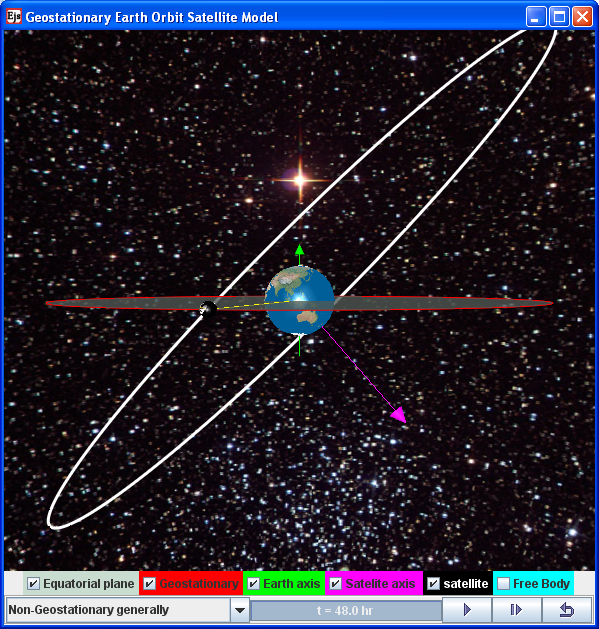 Ejs Geostationary Earth Orbit Satellite Model
Equatorial plane Geostationary Earth axis Satelite axis satellite Free Body
Non-Geostationary generally t = 48.0 hr